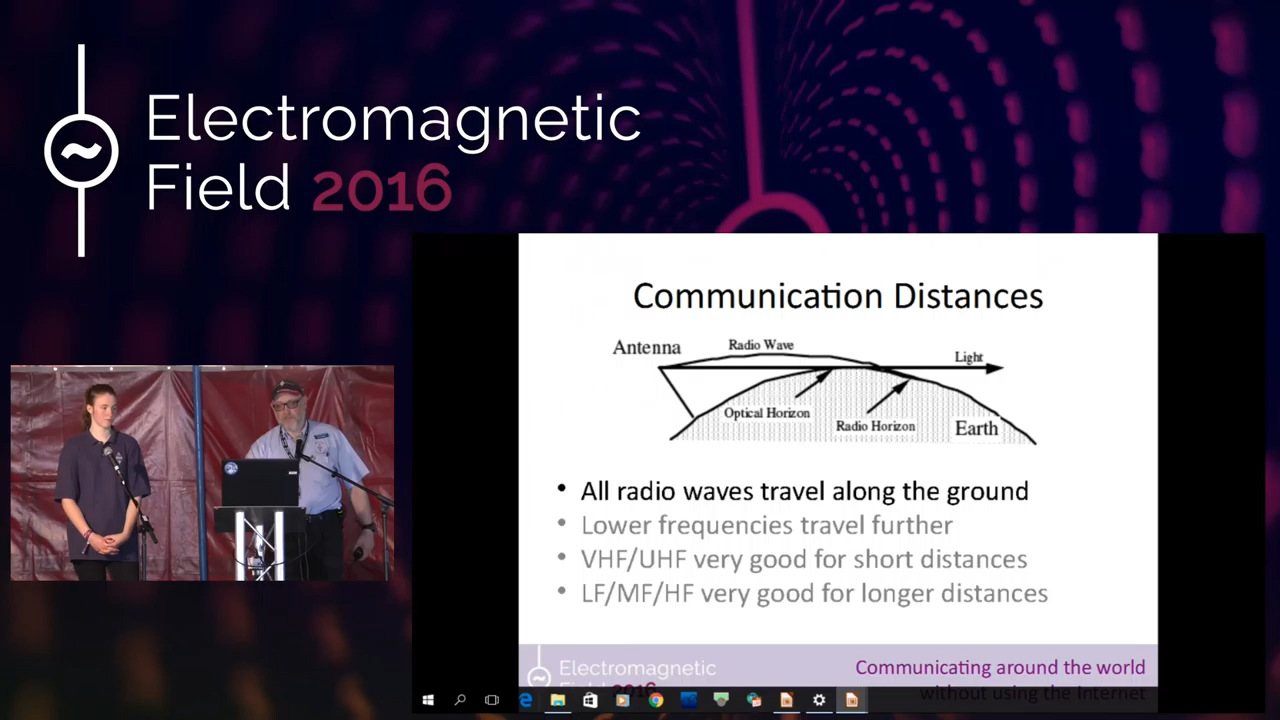 Electromagnetic
Field 2016
Communication Distances
Antenna
Radio Wave
Light
Optical Horizon
Radio Horizon
Earth
• All radio waves travel along the ground
• Lower frequencies travel further
• VHF/UHF very good for short distances
• LF/MF/HF very good for longer distances
Electromagnetic
Field 2016
Communicating around the world
without using the Internet